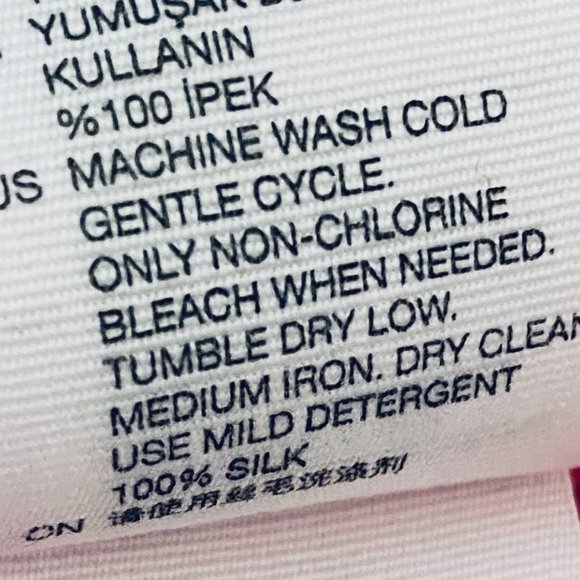 YUMUŞAK
KULLANIN
%100 İPEK
US MACHINE WASH COLD
GENTLE CYCLE.
ONLY NON-CHLORINE
BLEACH WHEN NEEDED.
TUMBLE DRY LOW.
MEDIUM IRON. DRY CLEAN
USE MILD DETERGENT
100% SILK
CN 请使用丝毛洗涤剂